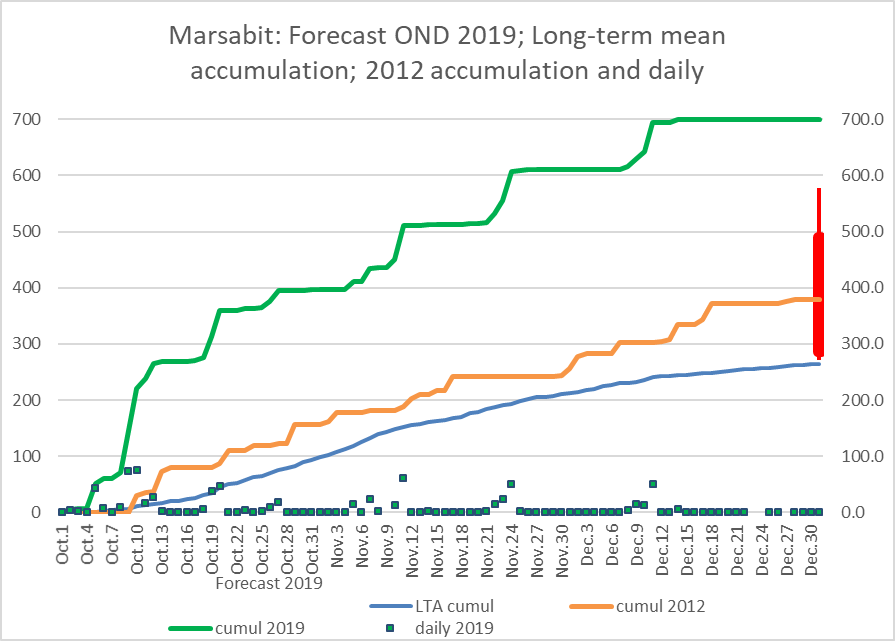 Marsabit: Forecast OND 2019; Long-term mean
accumulation; 2012 accumulation and daily
700
600
500
400
300
200
100
0
700.0
600.0
500.0
400.0
300.0
200.0
100.0
0.0
Oct.1
Oct.4
Oct.7
Oct.10
Oct.13
Oct.16
Oct.19
Oct.22
Oct.25
Oct.28
Oct.31
Nov.3
Nov.6
Nov.9
Nov.12
Nov.15
Nov.18
Nov.21
Nov.24
Nov.27
Nov.30
Dec.3
Dec.6
Dec.9
Dec.12
Dec.15
Dec.18
Dec.21
Dec.24
Dec.27
Dec.30
Forecast 2019
LTA cumul
cumul 2012
cumul 2019
daily 2019